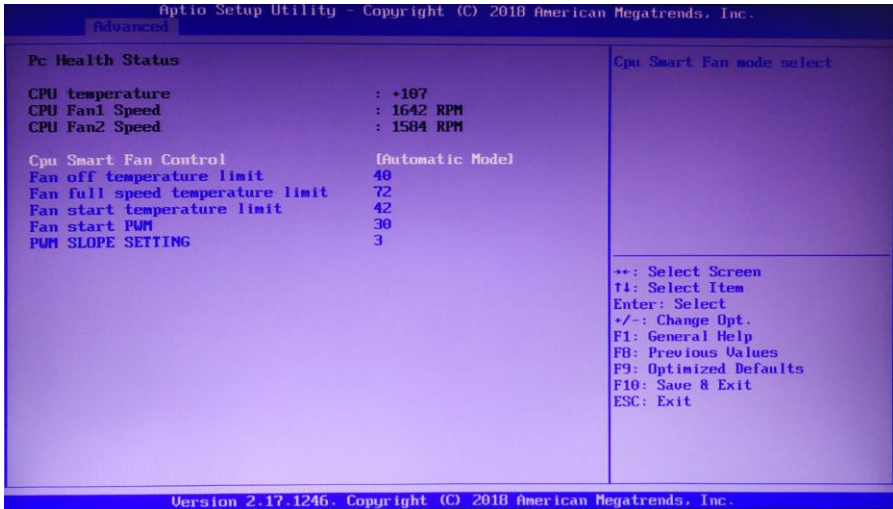 Aptio Setup Utility - Copyright (C) 2018 American Megatrends, Inc.
Advanced
Pc Health Status
CPU temperature : +107
CPU Fan1 Speed : 1642 RPM
CPU Fan2 Speed : 1584 RPM
Cpu Smart Fan Control [Automatic Mode]
Fan off temperature limit 40
Fan full speed temperature limit 72
Fan start temperature limit 42
Fan start PWM 30
PWM SLOPE SETTING 3
Cpu Smart Fan mode select
→←: Select Screen
↑↓: Select Item
Enter: Select
+/-: Change Opt.
F1: General Help
F8: Previous Values
F9: Optimized Defaults
F10: Save & Exit
ESC: Exit
Version 2.17.1246. Copyright (C) 2018 American Megatrends, Inc.